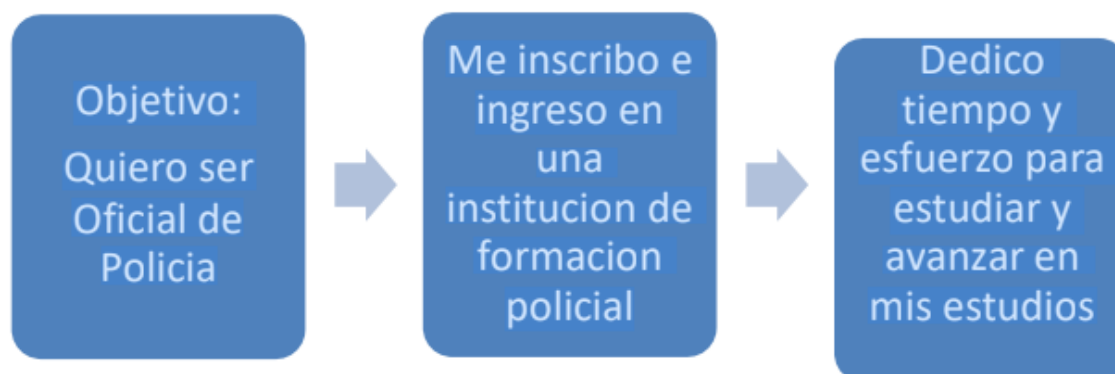 Objetivo:
Quiero ser
Oficial de
Policia
Me inscribo e
ingreso en
una
institucion de
formacion
policial
Dedico
tiempo y
esfuerzo para
estudiar y
avanzar en
mis estudios